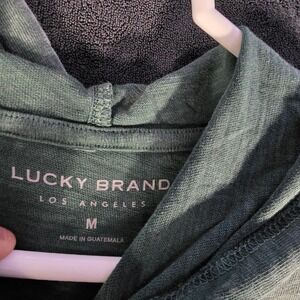 LUCKY BRAND
LOS ANGELES
M
MADE IN GUATEMALA